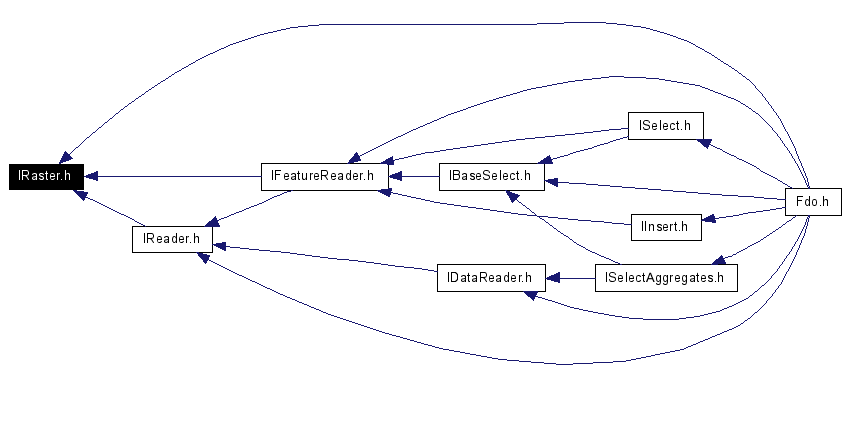 ISelect.h
IRaster.h
IFeatureReader.h
IBaseSelect.h
Fdo.h
IInsert.h
IReader.h
IDataReader.h
ISelectAggregates.h